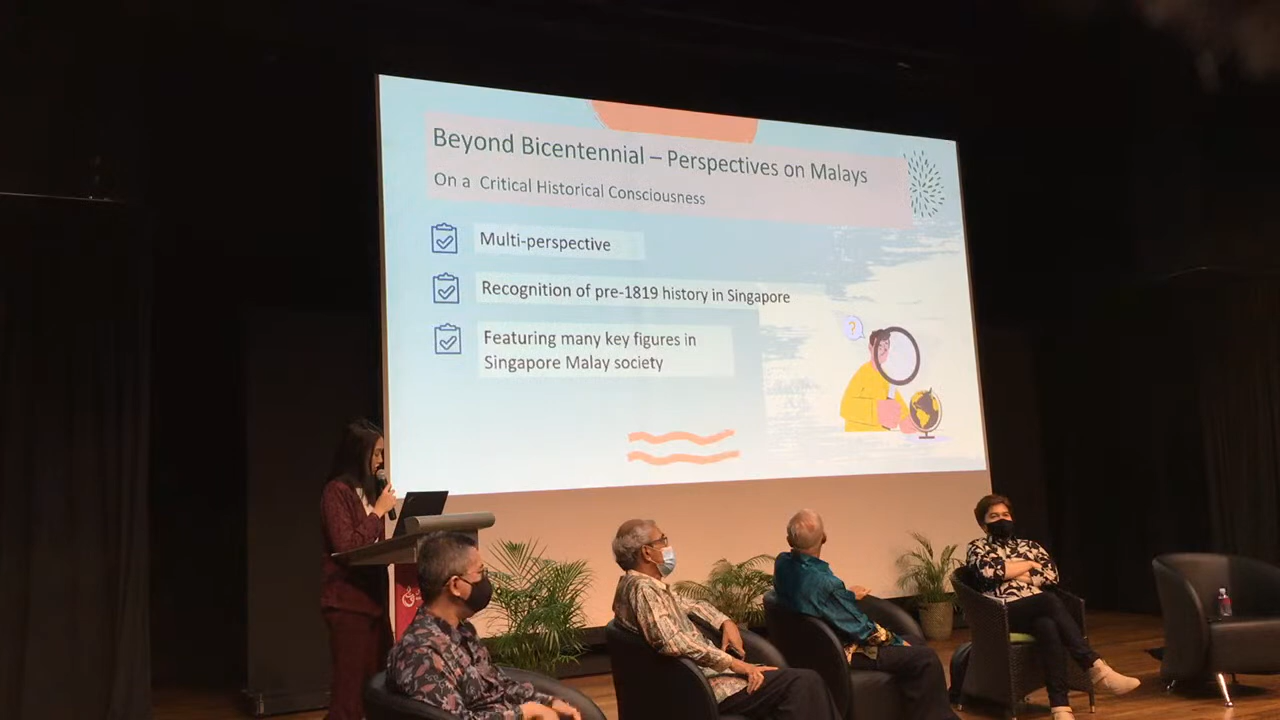 Beyond Bicentennial – Perspectives on Malays
On a Critical Historical Consciousness
Multi-perspective
Recognition of pre-1819 history in Singapore
Featuring many key figures in
Singapore Malay society
?